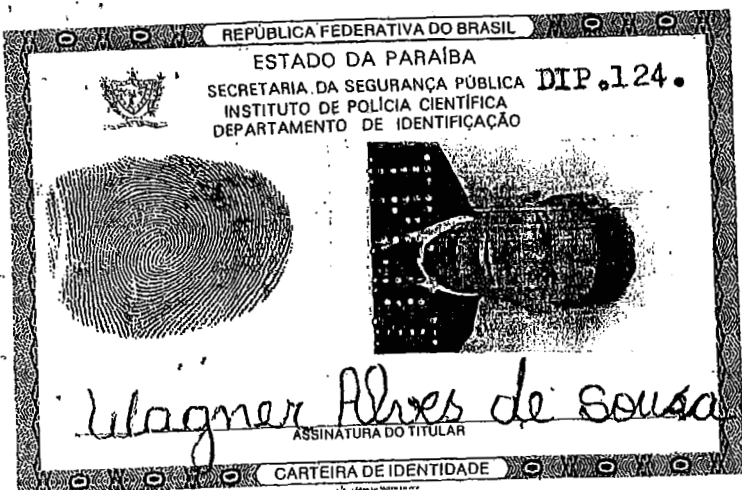 REPÚBLICA FEDERATIVA DO BRASIL
ESTADO DA PARAÍBA
SECRETARIA DA SEGURANÇA PÚBLICA DIP.124.
INSTITUTO DE POLÍCIA CIENTÍFICA
DEPARTAMENTO DE IDENTIFICAÇÃO
Wagner Alves de Sousa
ASSINATURA DO TITULAR
CARTEIRA DE IDENTIDADE